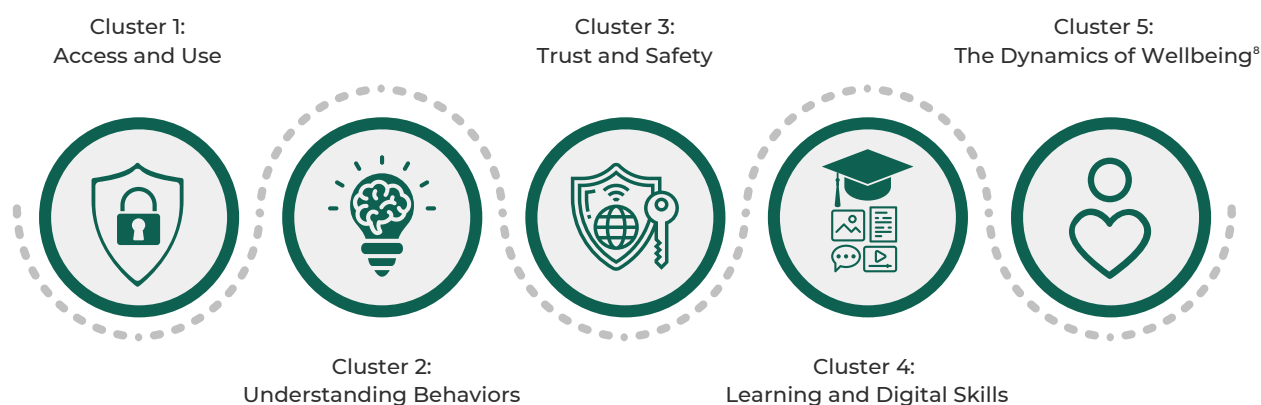 Cluster 1:
Access and Use
Cluster 2:
Understanding Behaviors
Cluster 3:
Trust and Safety
Cluster 4:
Learning and Digital Skills
Cluster 5:
The Dynamics of Wellbeing⁸